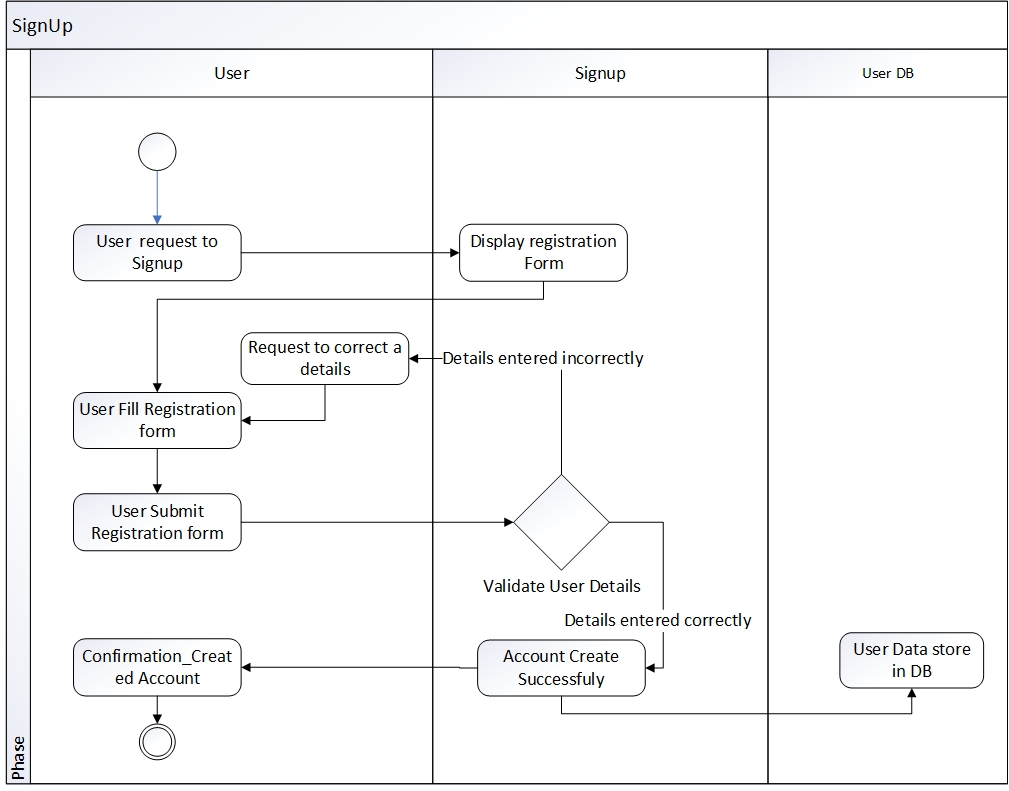 SignUp
User
Signup
User DB
User  request to
Signup
Display registration
Form
Request to correct a
details
Details entered incorrectly
User Fill Registration
form
User Submit
Registration form
Validate User Details
Details entered correctly
Confirmation_Creat
ed Account
Account Create
Successfuly
User Data store
in DB
Phase